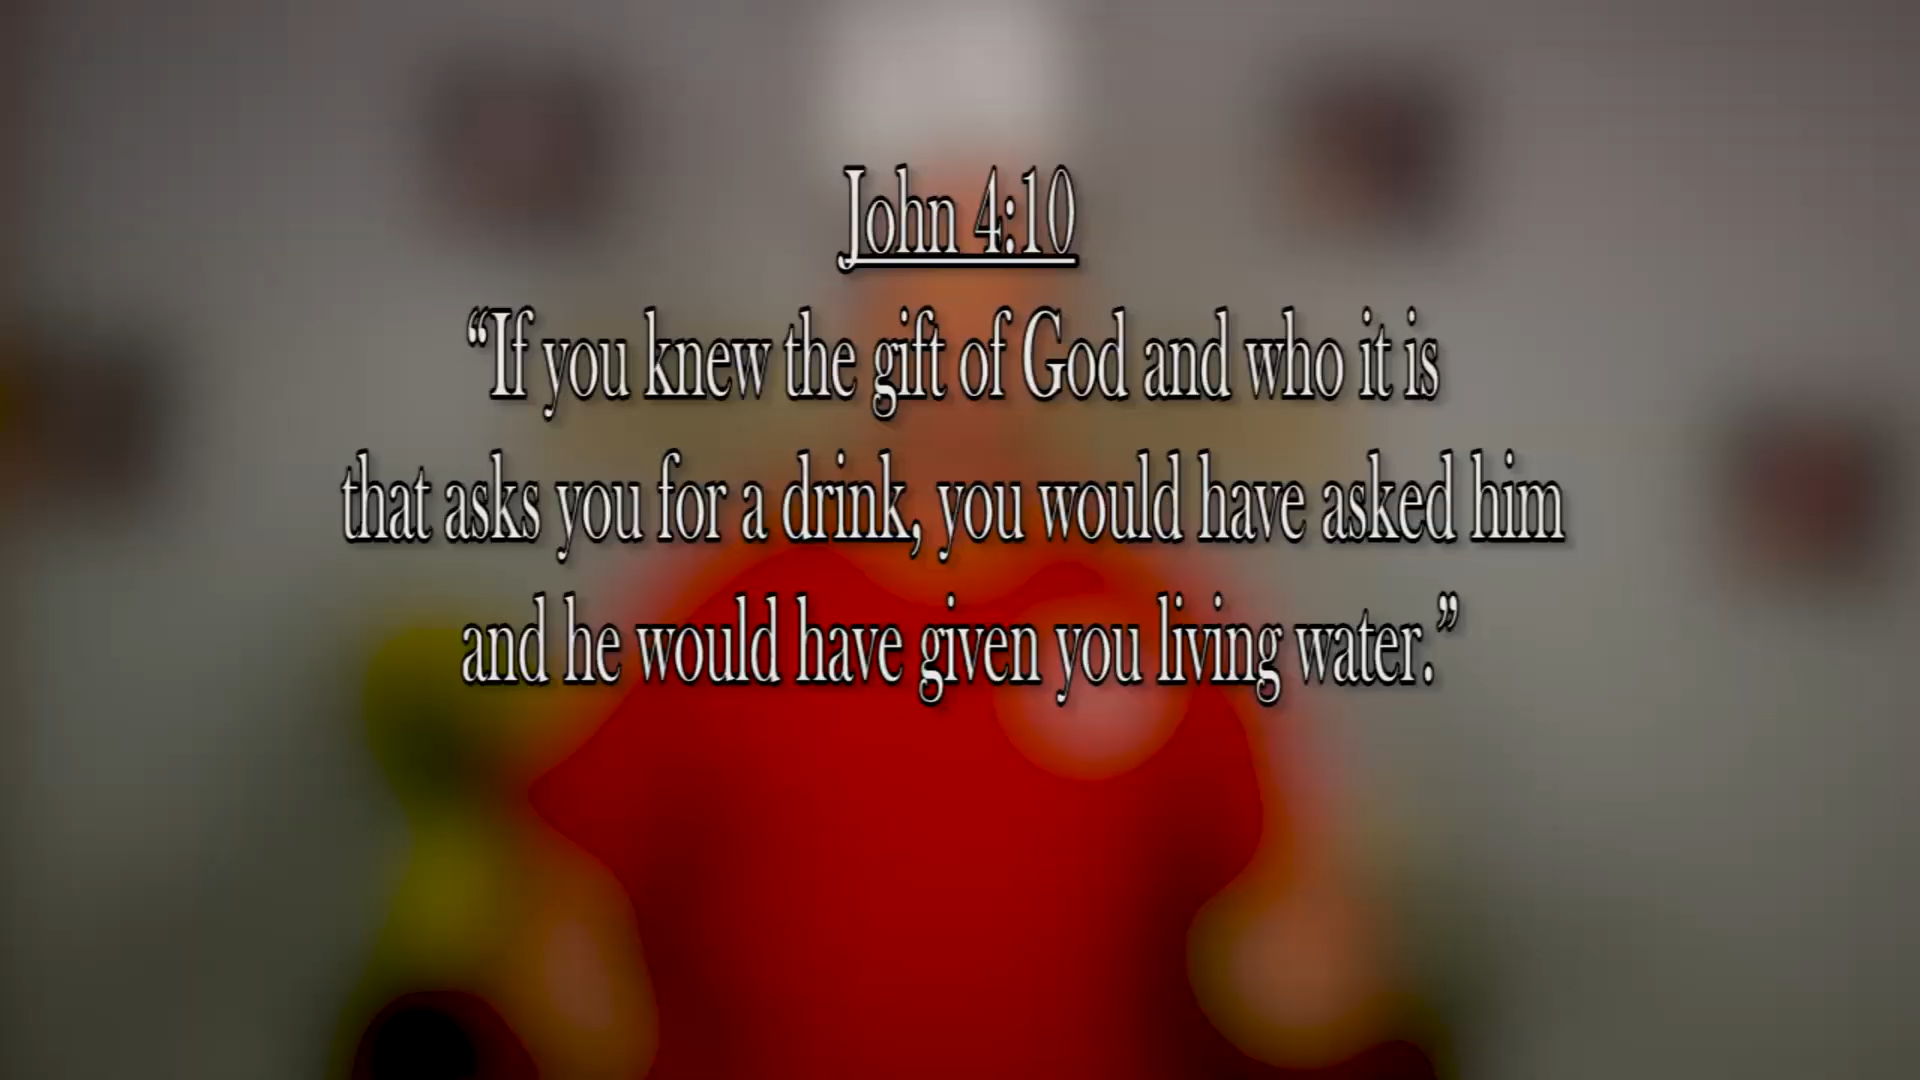 John 4:10
“If you knew the gift of God and who it is
that asks you for a drink, you would have asked him
and he would have given you living water.”